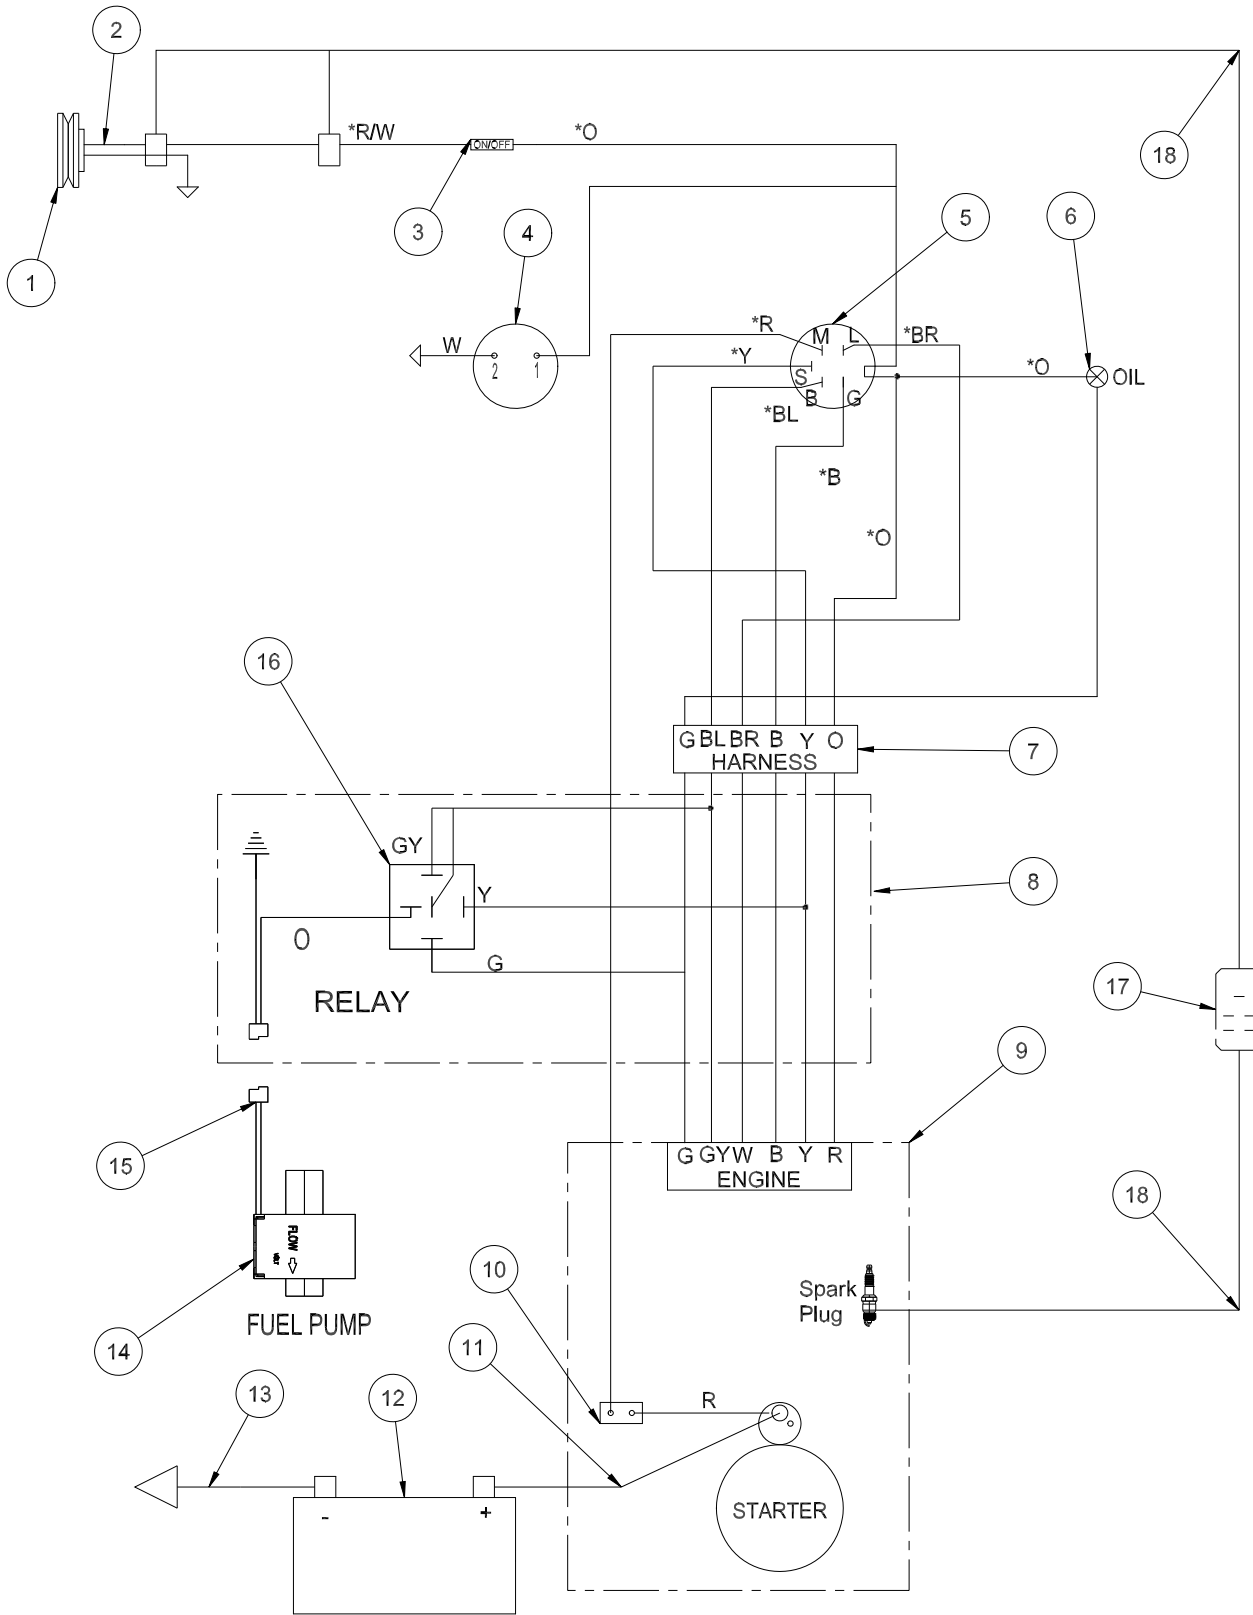 2
*R/W
ON/OFF
*O
18
3
4
5
6
1
*R
M
L
*BR
W
2
1
*Y
S
*O
OIL
B
G
*BL
*B
*O
16
G BL BR B Y O
HARNESS
7
GY
Y
8
O
G
RELAY
17
9
15
G GY W B Y R
ENGINE
18
FLOW
VOLT
10
Spark
Plug
14
FUEL PUMP
11
13
12
R
-
+
STARTER